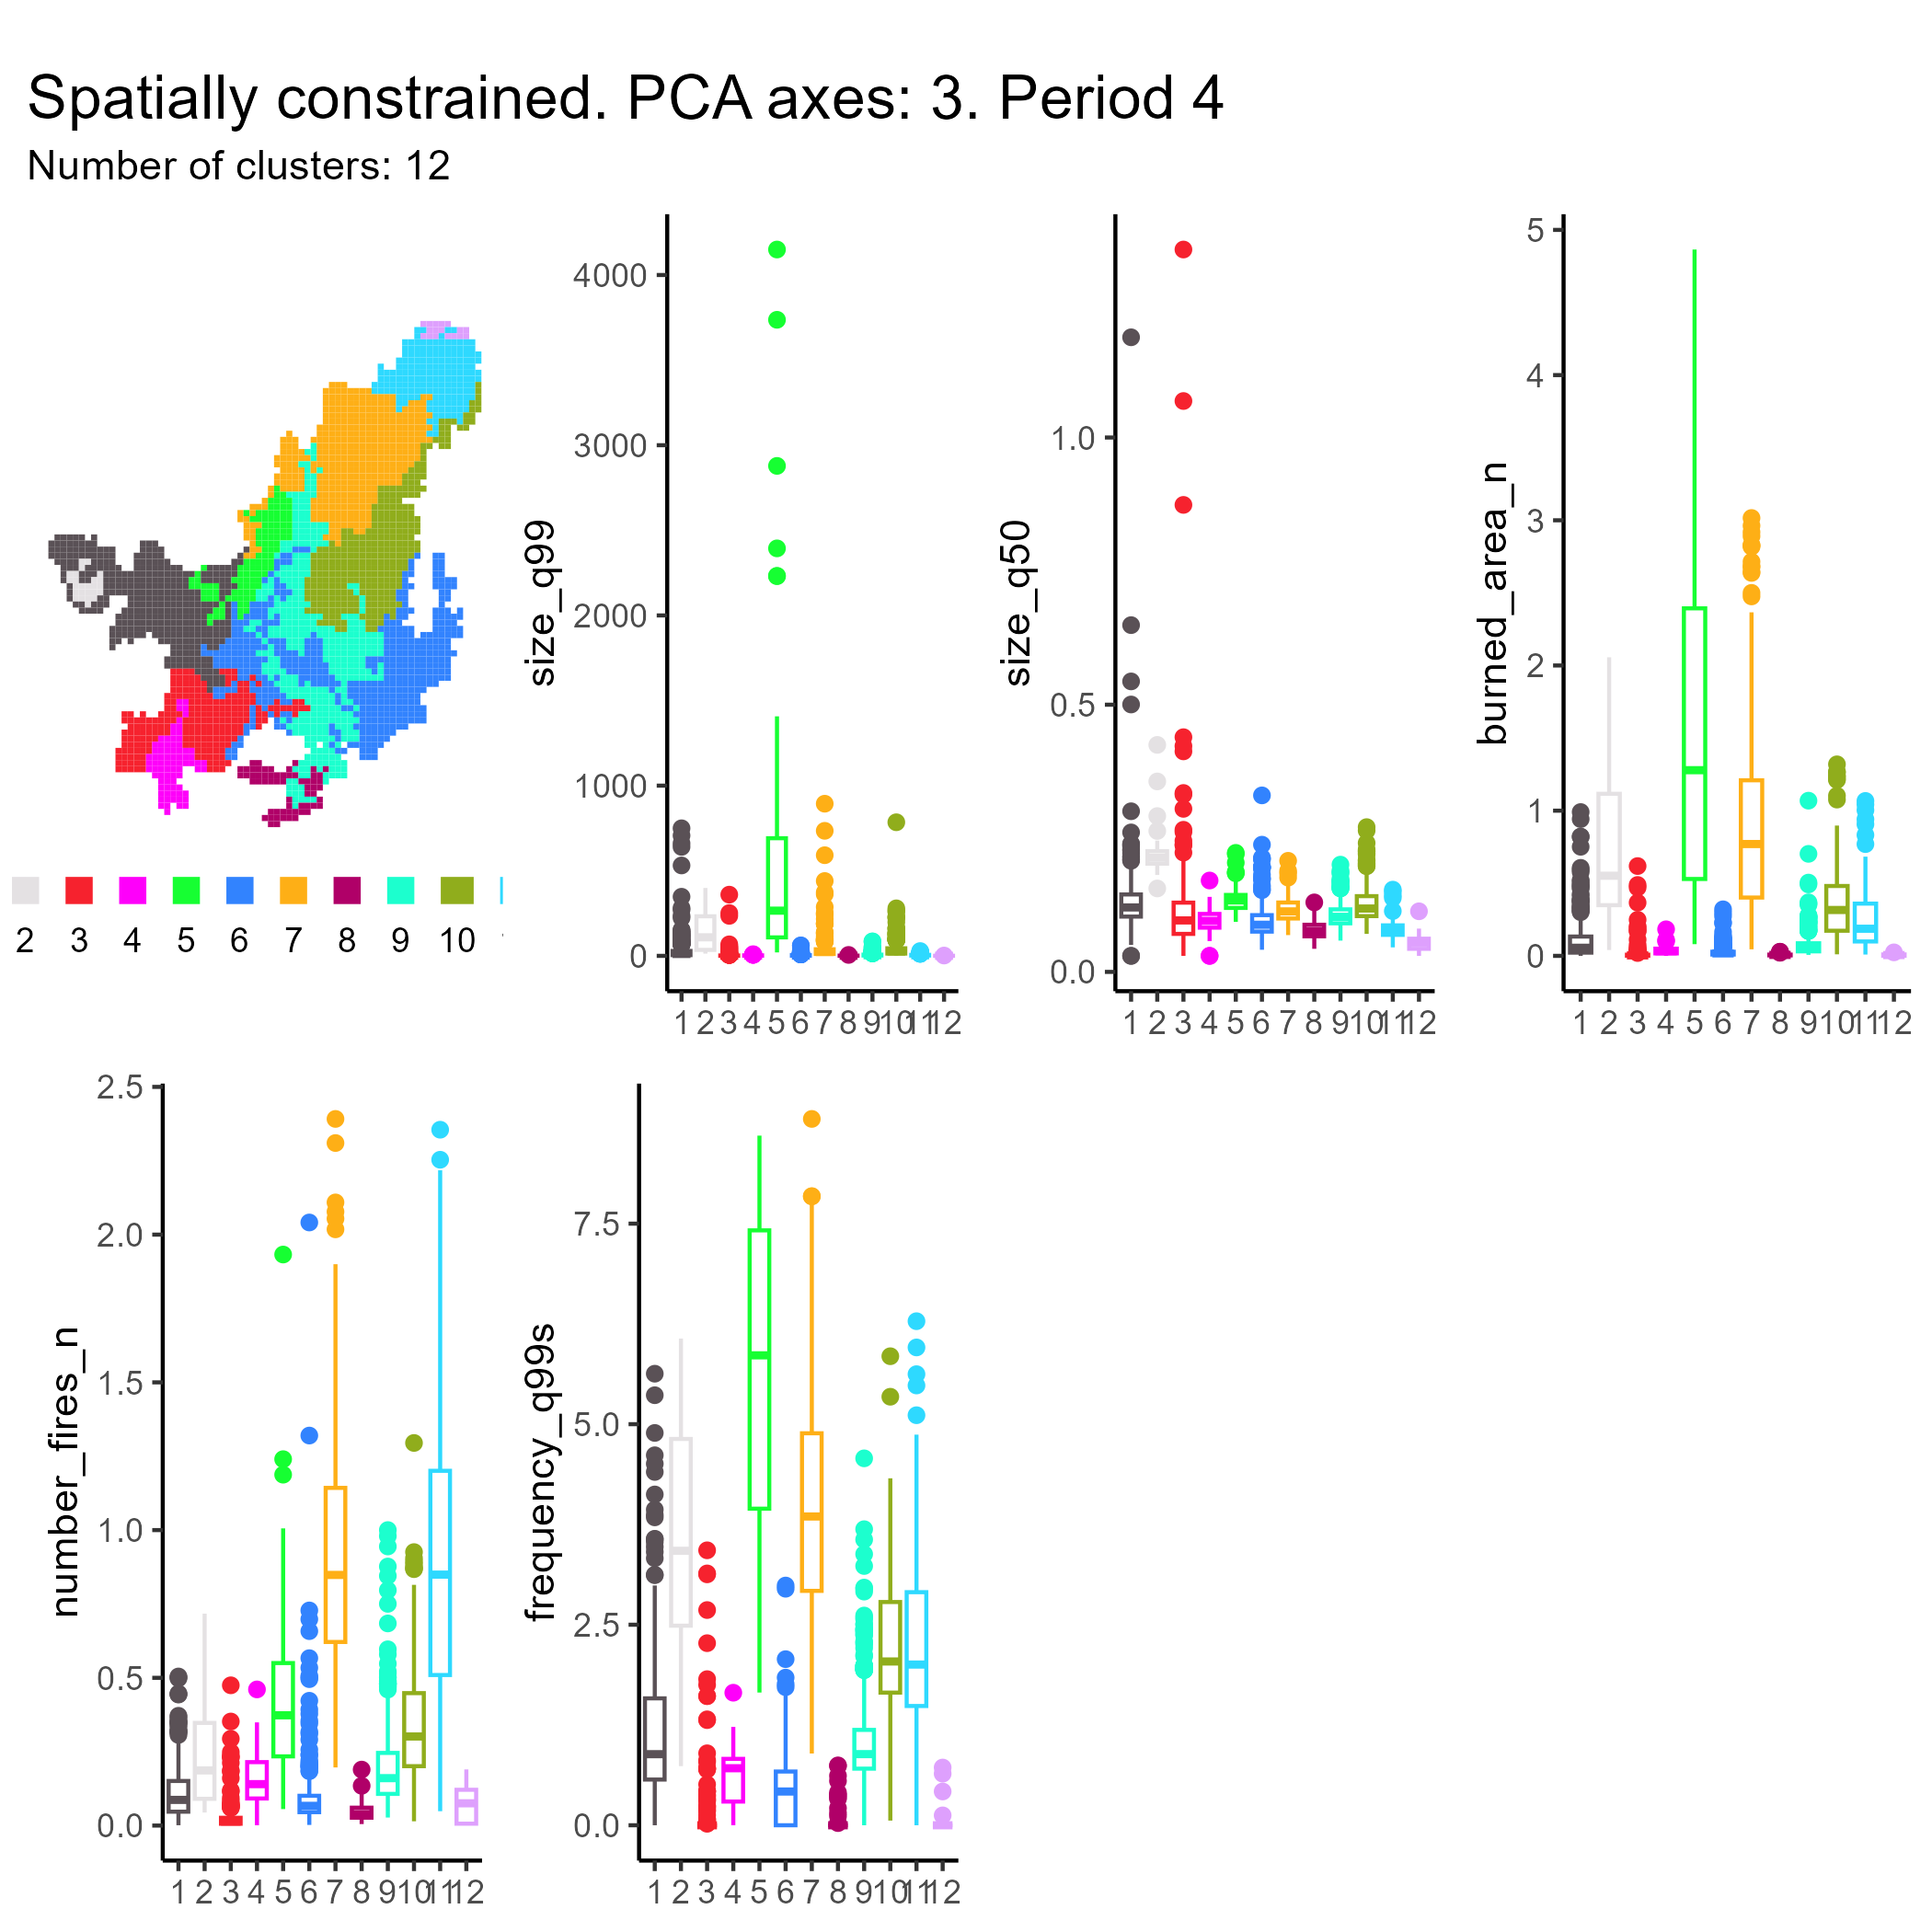 Spatially constrained. PCA axes: 3. Period 4
Number of clusters: 12
2 3 4 5 6 7 8 9 10
size_q99
4000
3000
2000
1000
0
1 2 3 4 5 6 7 8 9 10 11 12
size_q50
1.0
0.5
0.0
1 2 3 4 5 6 7 8 9 10 11 12
burned_area_n
5
4
3
2
1
0
1 2 3 4 5 6 7 8 9 10 11 12
number_fires_n
2.5
2.0
1.5
1.0
0.5
0.0
1 2 3 4 5 6 7 8 9 10 11 12
frequency_q99s
7.5
5.0
2.5
0.0
1 2 3 4 5 6 7 8 9 10 11 12